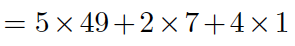 = 5 × 49 + 2 × 7 + 4 × 1